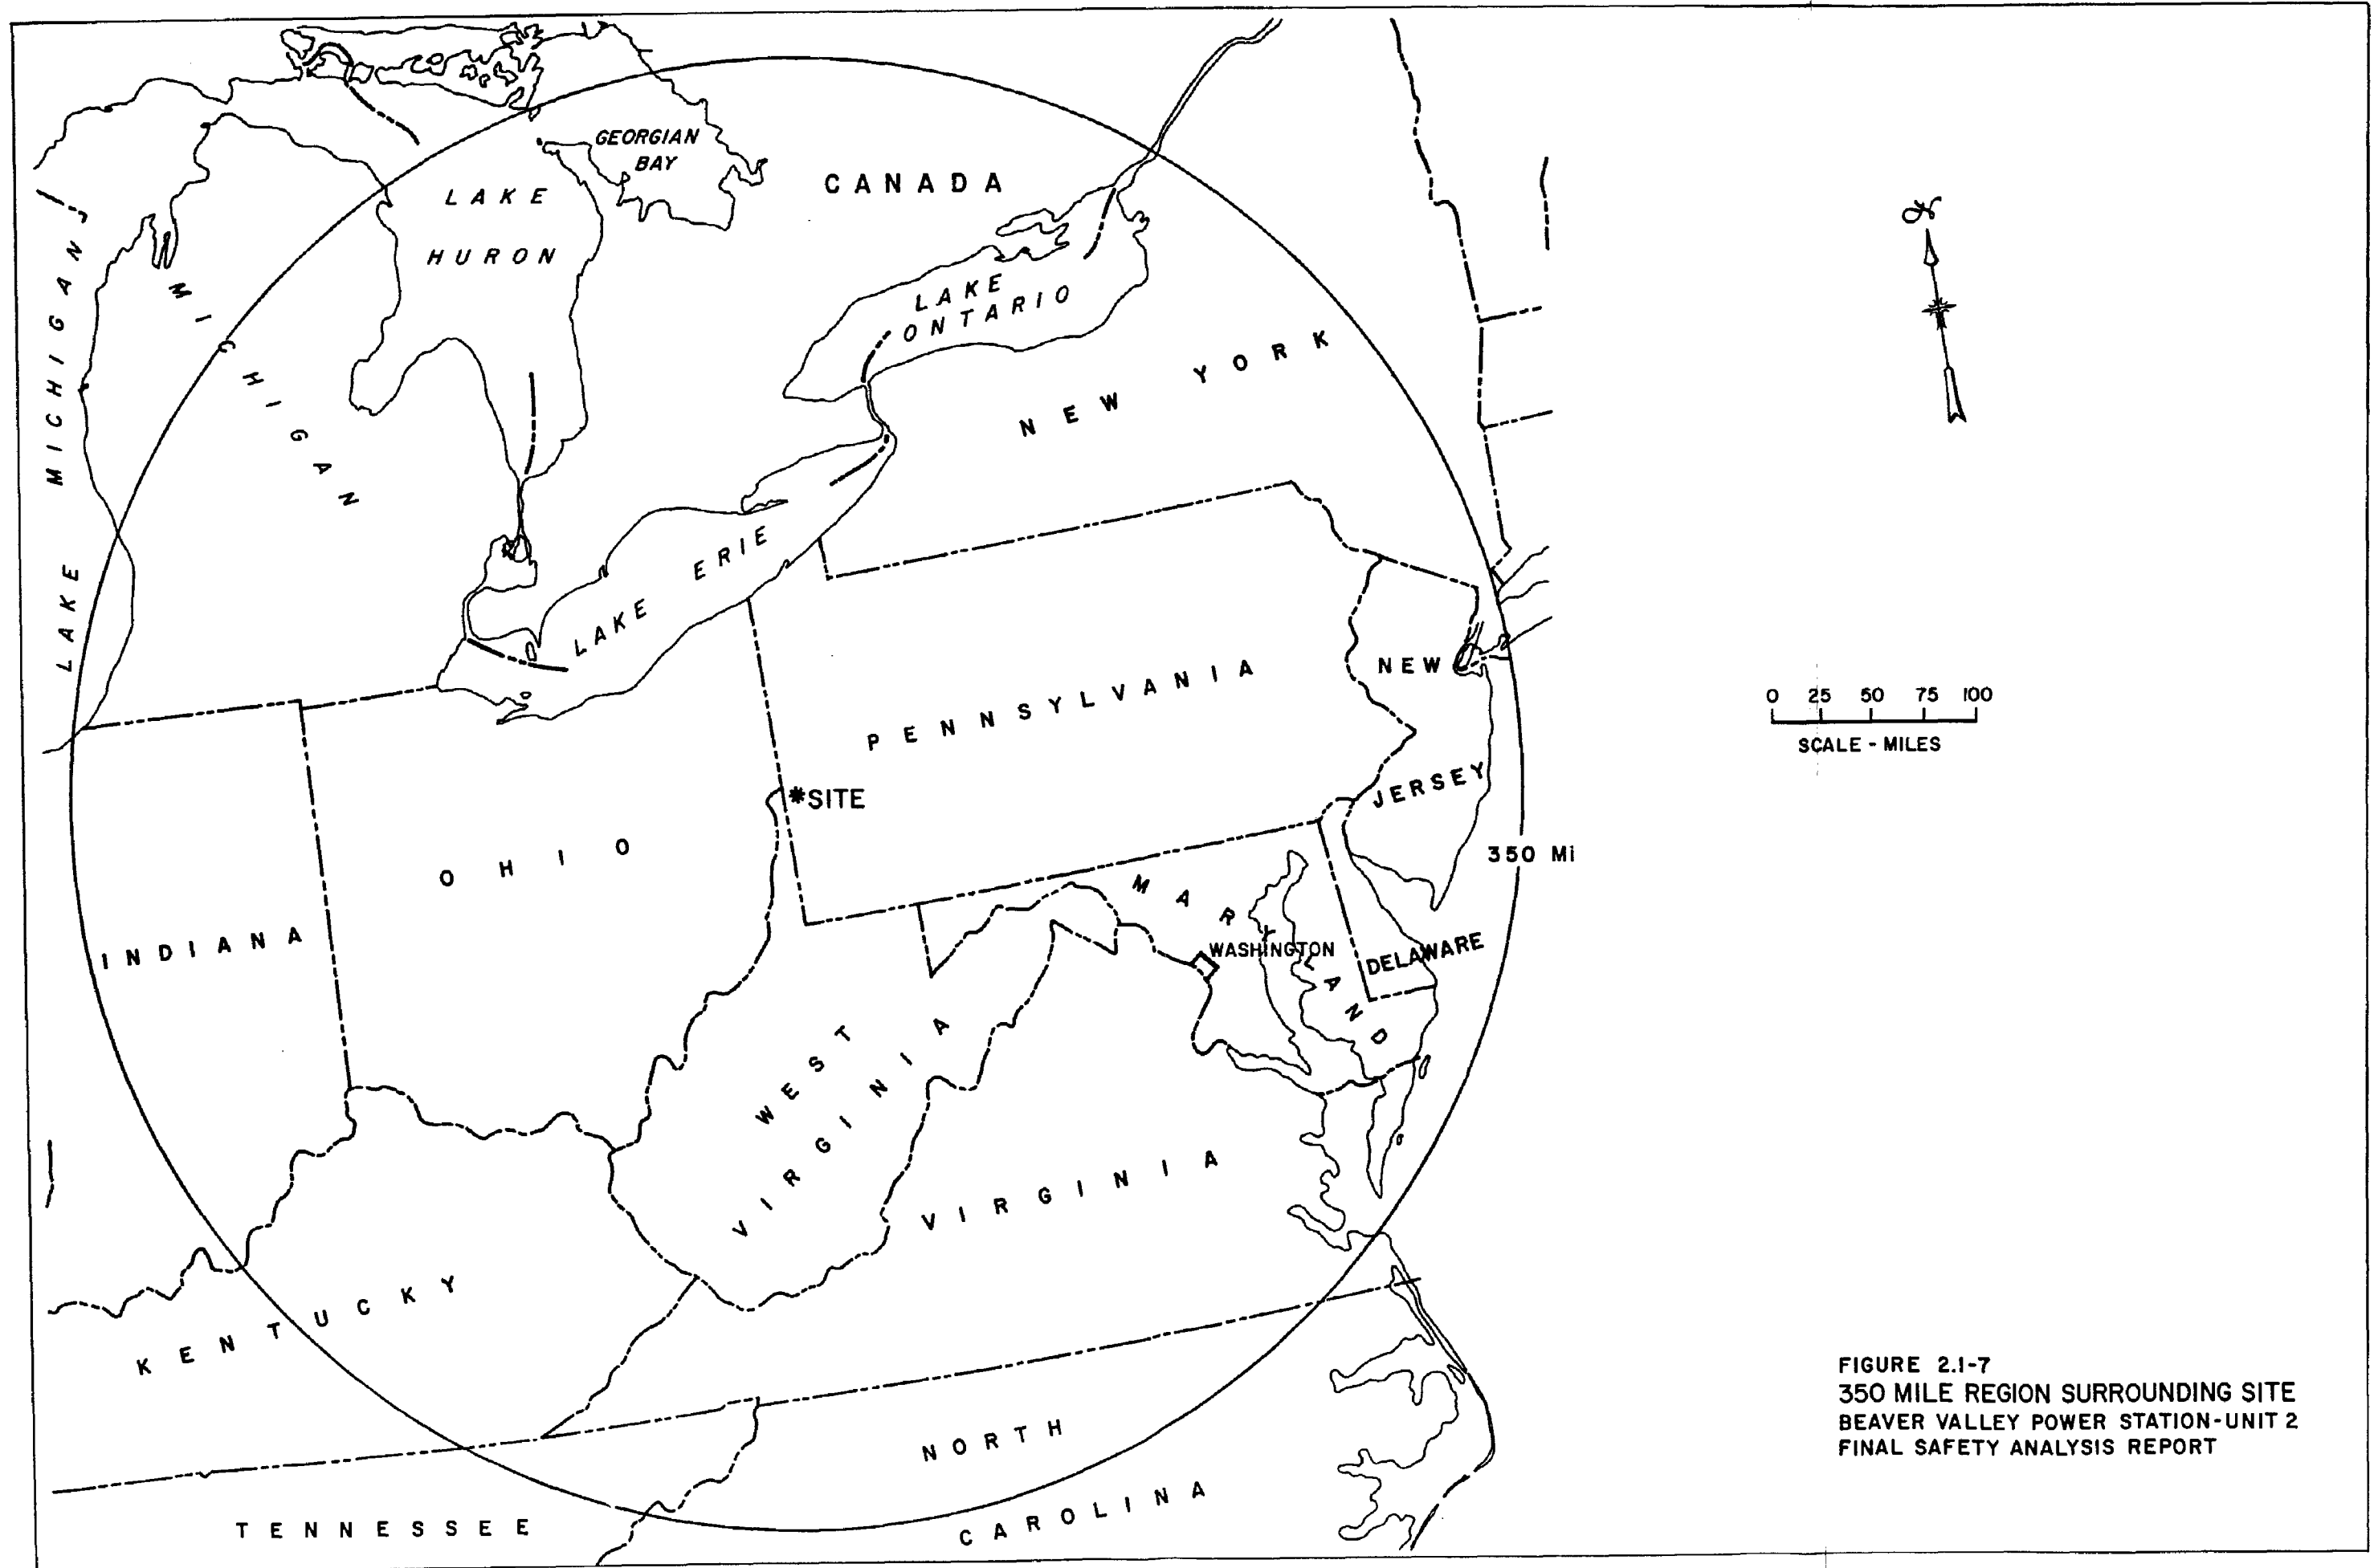 GEORGIAN
BAY
CANADA
LAKE
HURON
LAKE MICHIGAN
MICHIGAN
LAKE
ONTARIO
NEW YORK
LAKE ERIE
PENNSYLVANIA
NEW
JERSEY
*SITE
OHIO
INDIANA
350 Mi
MARYLAND
WASHINGTON
DELAWARE
WEST
VIRGINIA
VIRGINIA
KENTUCKY
NORTH
CAROLINA
TENNESSEE
N
0 25 50 75 100
SCALE - MILES
FIGURE 2.1-7
350 MILE REGION SURROUNDING SITE
BEAVER VALLEY POWER STATION-UNIT 2
FINAL SAFETY ANALYSIS REPORT